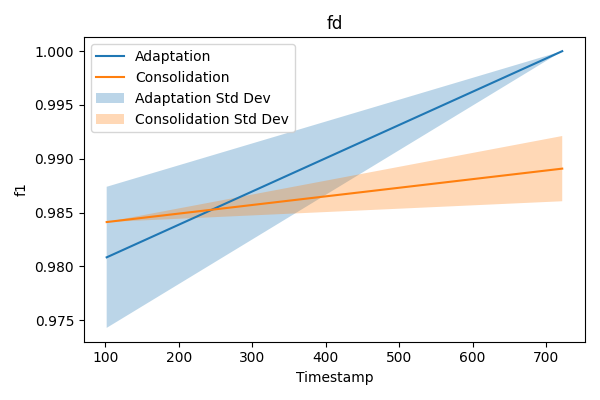 fd
1.000
0.995
0.990
0.985
0.980
0.975
f1
Adaptation
Consolidation
Adaptation Std Dev
Consolidation Std Dev
100
200
300
400
500
600
700
Timestamp